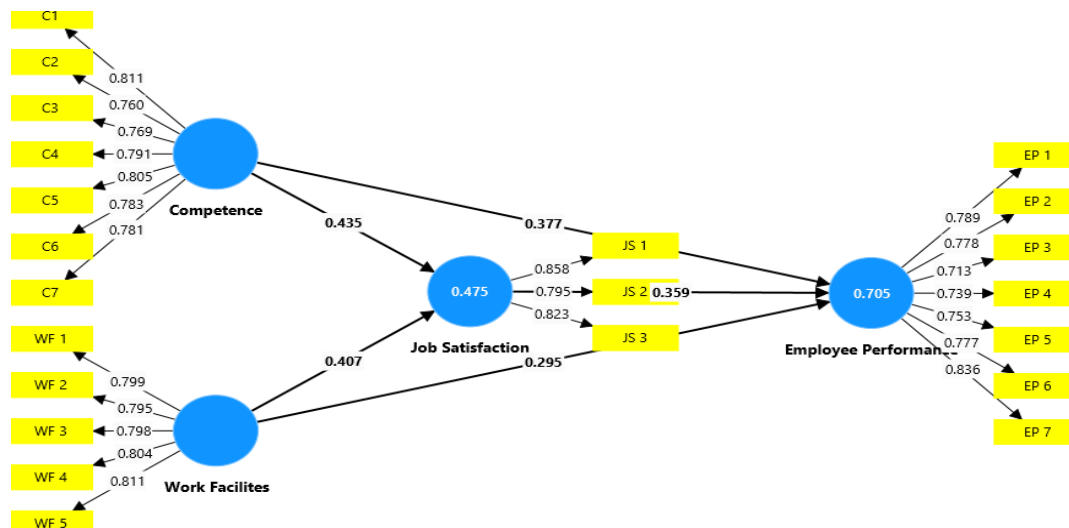 C1
C2
C3
C4
C5
C6
C7
0.811
0.760
0.769
0.791
0.805
0.783
0.781
Competence
WF 1
WF 2
WF 3
WF 4
WF 5
0.799
0.795
0.798
0.804
0.811
Work Facilites
0.435
0.407
0.377
0.295
0.475
Job Satisfaction
0.858
0.795
0.823
JS 1
JS 2
JS 3
0.359
0.705
Employee Performance
0.789
0.778
0.713
0.739
0.753
0.777
0.836
EP 1
EP 2
EP 3
EP 4
EP 5
EP 6
EP 7